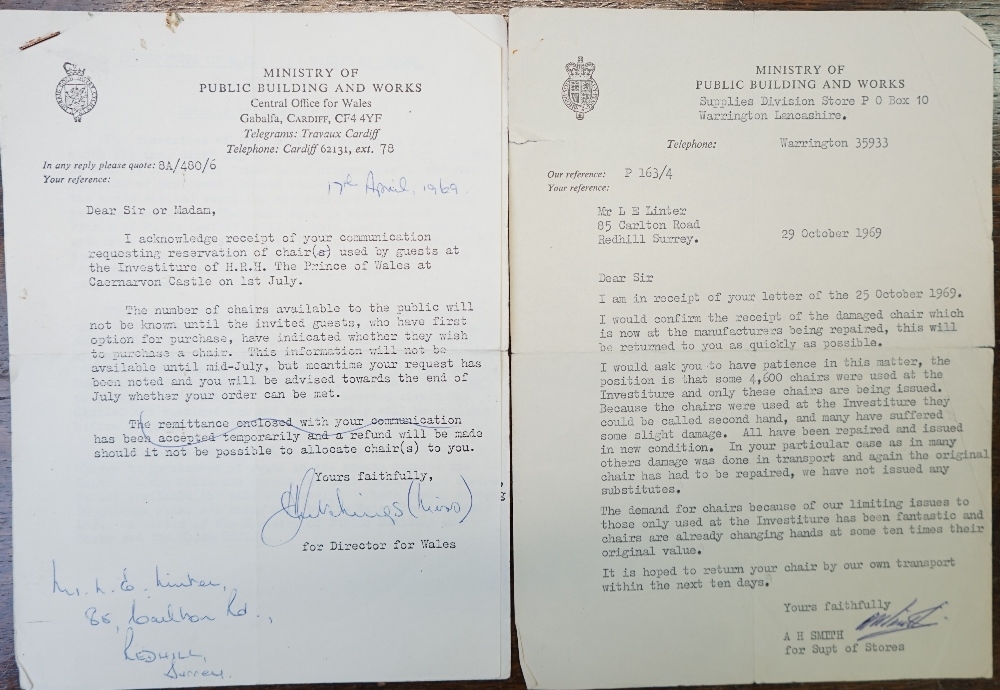 MINISTRY OF
PUBLIC BUILDING AND WORKS
Central Office for Wales
Gabalfa, CARDIFF, CF4 4YF
Telegrams: Travaux Cardiff
Telephone: Cardiff 62131, ext. 78
In any reply please quote: 8A/480/6
Your reference:
17th April, 1969.
Dear Sir or Madam,
I acknowledge receipt of your communication
requesting reservation of chair(s) used by guests at
the Investiture of H.R.H. The Prince of Wales at
Caernarvon Castle on 1st July.
The number of chairs available to the public will
not be known until the invited guests, who have first
option for purchase, have indicated whether they wish
to purchase a chair. This information will not be
available until mid-July, but meantime your request has
been noted and you will be advised towards the end of
July whether your order can be met.
The remittance enclosed with your communication
has been accepted temporarily and a refund will be made
should it not be possible to allocate chair(s) to you.
Yours faithfully,
Hutchings (Miss)
for Director for Wales
Mr. L. E. Linter,
85, Carlton Rd.,
REDHILL,
Surrey.
MINISTRY OF
PUBLIC BUILDING AND WORKS
Supplies Division Store P O Box 10
Warrington Lancashire.
Telephone: Warrington 35933
Our reference: P 163/4
Your reference:
Mr L E Linter
85 Carlton Road
Redhill Surrey.
29 October 1969
Dear Sir
I am in receipt of your letter of the 25 October 1969.
I would confirm the receipt of the damaged chair which
is now at the manufacturers being repaired, this will
be returned to you as quickly as possible.
I would ask you to have patience in this matter, the
position is that some 4,600 chairs were used at the
Investiture and only these chairs are being issued.
Because the chairs were used at the Investiture they
could be called second hand, and many have suffered
some slight damage. All have been repaired and issued
in new condition. In your particular case as in many
others damage was done in transport and again the original
chair has had to be repaired, we have not issued any
substitutes.
The demand for chairs because of our limiting issues to
those only used at the Investiture has been fantastic and
chairs are already changing hands at some ten times their
original value.
It is hoped to return your chair by our own transport
within the next ten days.
Yours faithfully
A H SMITH
for Supt of Stores